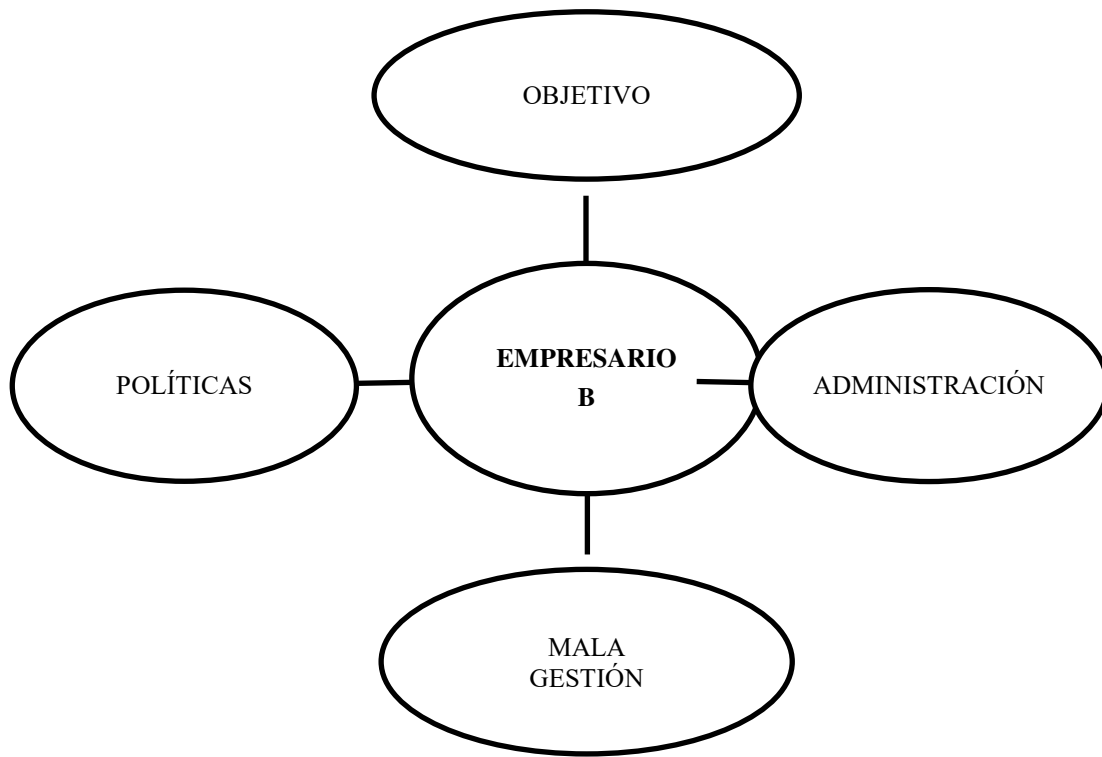 OBJETIVO
POLÍTICAS
EMPRESARIO
B
ADMINISTRACIÓN
MALA
GESTIÓN